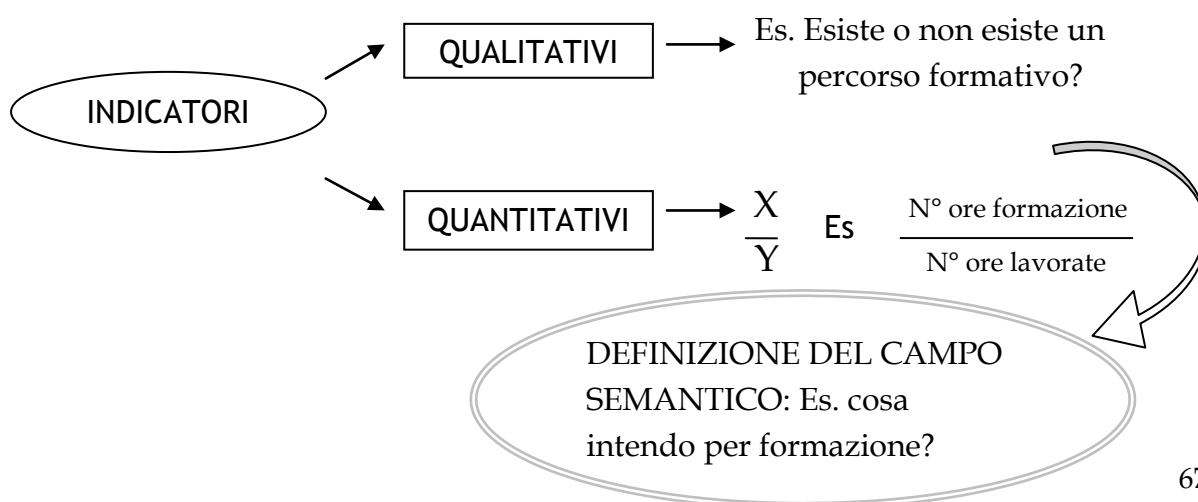 QUALITATIVI
Es. Esiste o non esiste un
percorso formativo?
INDICATORI
QUANTITATIVI
X
Y
Es
N° ore formazione
N° ore lavorate
DEFINIZIONE DEL CAMPO
SEMANTICO: Es. cosa
intendo per formazione?